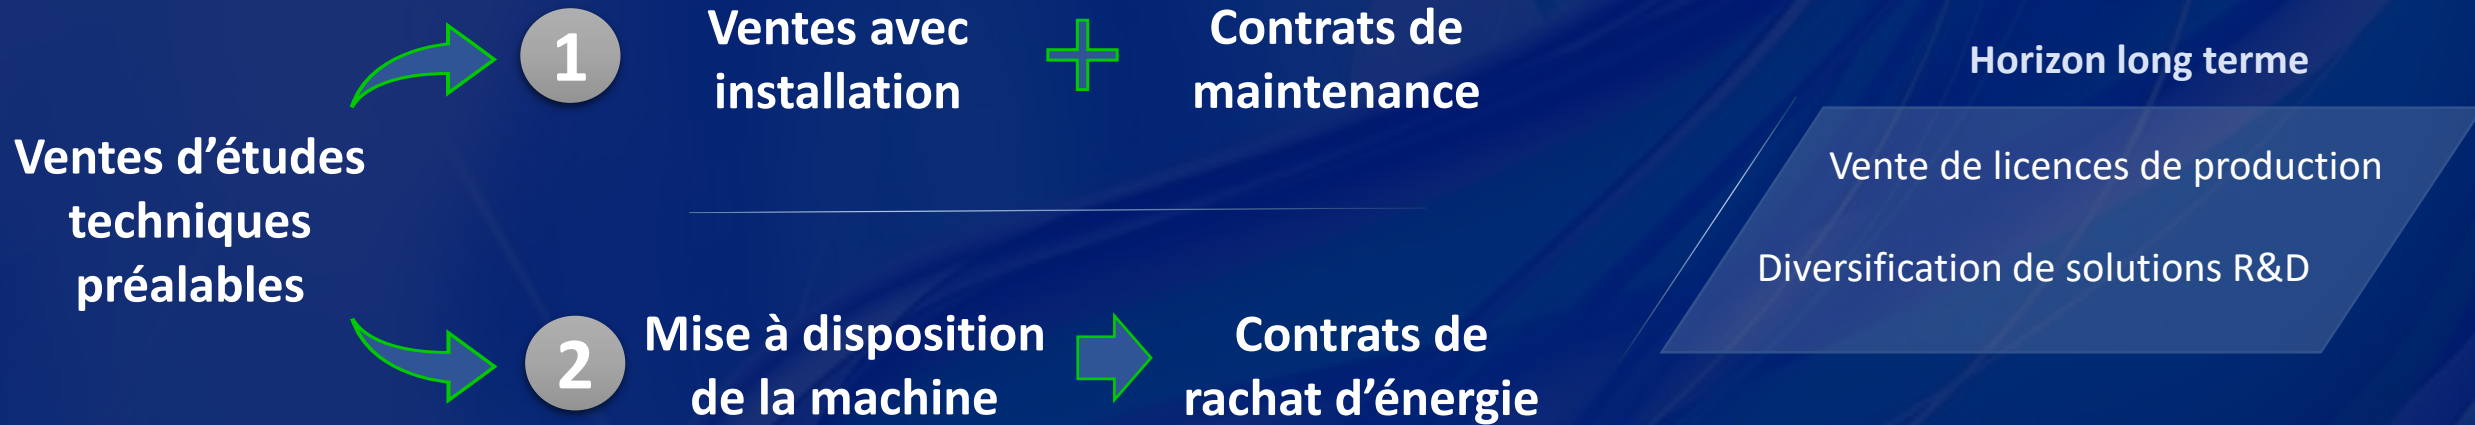 Ventes d’études
techniques
préalables
1
Ventes avec
installation
Contrats de
maintenance
2
Mise à disposition
de la machine
Contrats de
rachat d’énergie
Horizon long terme
Vente de licences de production
Diversification de solutions R&D